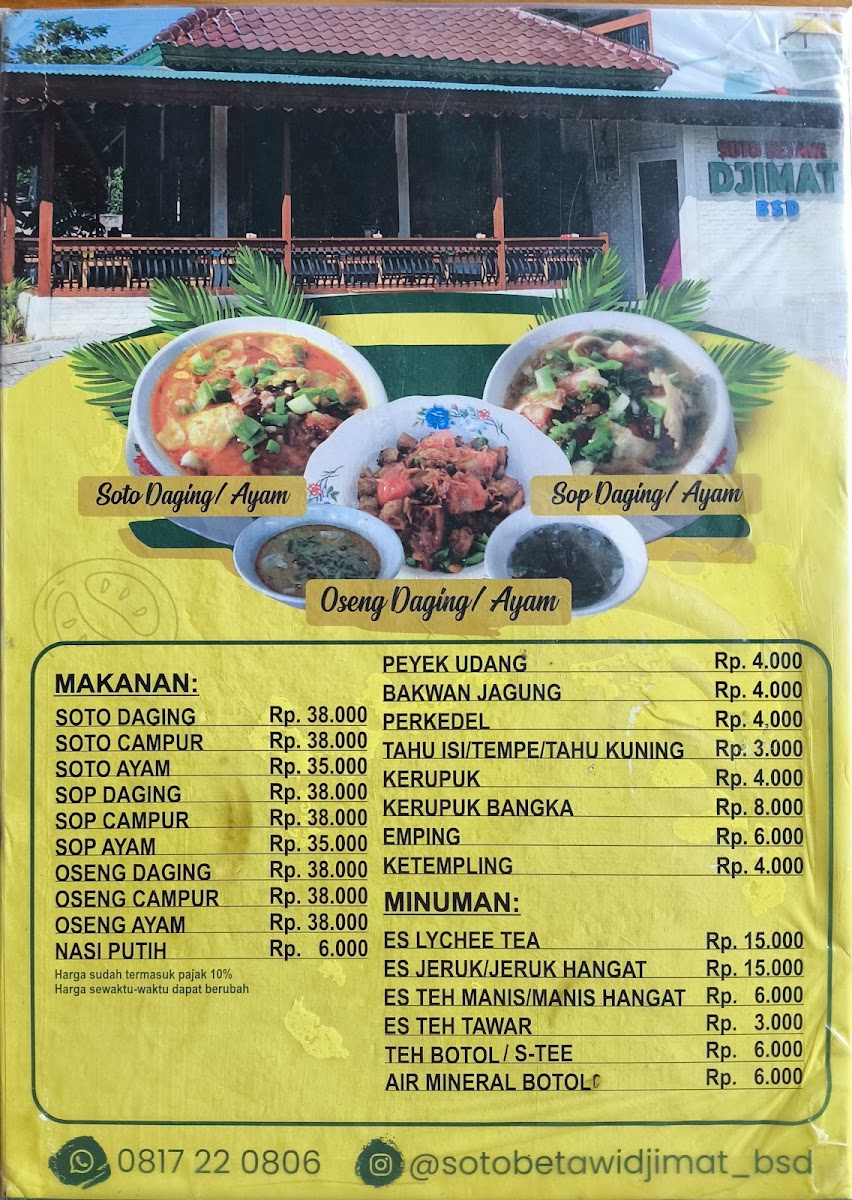 SOTO BETAWI
DJIMAT
BSD
Soto Daging/ Ayam
Sop Daging/ Ayam
Oseng Daging/ Ayam
MAKANAN:
SOTO DAGING Rp. 38.000
SOTO CAMPUR Rp. 38.000
SOTO AYAM Rp. 35.000
SOP DAGING Rp. 38.000
SOP CAMPUR Rp. 38.000
SOP AYAM Rp. 35.000
OSENG DAGING Rp. 38.000
OSENG CAMPUR Rp. 38.000
OSENG AYAM Rp. 38.000
NASI PUTIH Rp. 6.000
Harga sudah termasuk pajak 10%
Harga sewaktu-waktu dapat berubah
PEYEK UDANG Rp. 4.000
BAKWAN JAGUNG Rp. 4.000
PERKEDEL Rp. 4,000
TAHU ISI/TEMPE/TAHU KUNING Rp. 3.000
KERUPUK Rp. 4.000
KERUPUK BANGKA Rp. 8.000
EMPING Rp. 6.000
KETEMPLING Rp. 4.000
MINUMAN:
ES LYCHEE TEA Rp. 15.000
ES JERUK/JERUK HANGAT Rp. 15.000
ES TEH MANIS/MANIS HANGAT Rp. 6.000
ES TEH TAWAR Rp. 3.000
TEH BOTOL / S-TEE Rp. 6.000
AIR MINERAL BOTOL Rp. 6.000
0817 22 0806
@sotobetawidjimat_bsd